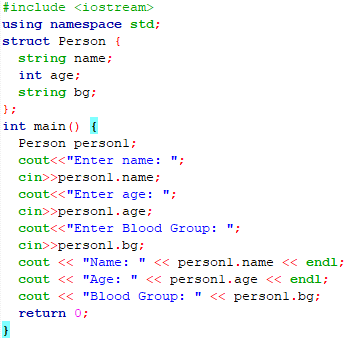 #include <iostream>
using namespace std;
struct Person {
  string name;
  int age;
  string bg;
};
int main() {
  Person person1;
  cout<<"Enter name: ";
  cin>>person1.name;
  cout<<"Enter age: ";
  cin>>person1.age;
  cout<<"Enter Blood Group: ";
  cin>>person1.bg;
  cout << "Name: " << person1.name << endl;
  cout << "Age: " << person1.age << endl;
  cout << "Blood Group: " << person1.bg;
  return 0;
}